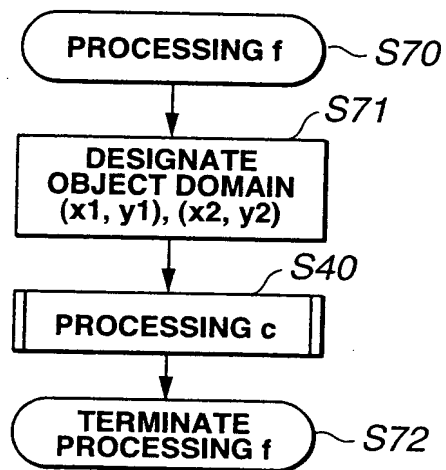 PROCESSING f
S70
S71
DESIGNATE
OBJECT DOMAIN
(x1, y1), (x2, y2)
S40
PROCESSING c
TERMINATE
PROCESSING f
S72